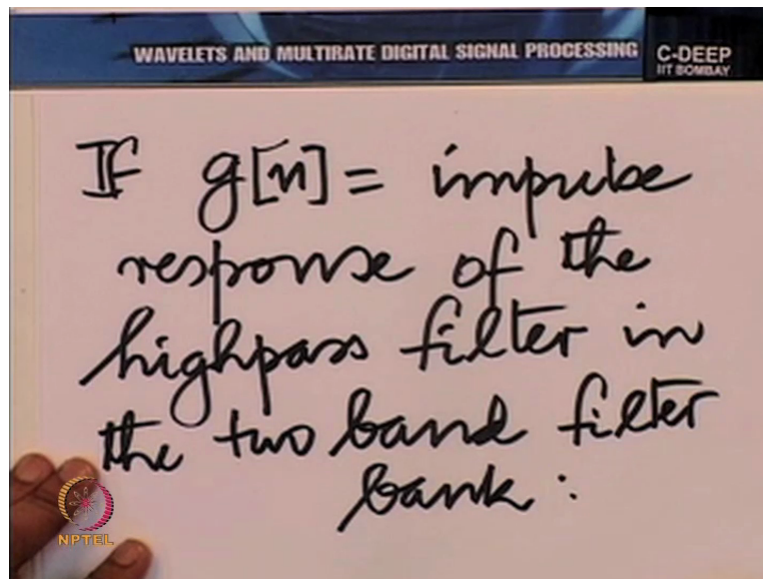 WAVELETS AND MULTIRATE DIGITAL SIGNAL PROCESSING
C-DEEP
IIT BOMBAY
If g[n] = impulse
response of the
highpass filter in
the two band filter
bank :
NPTEL